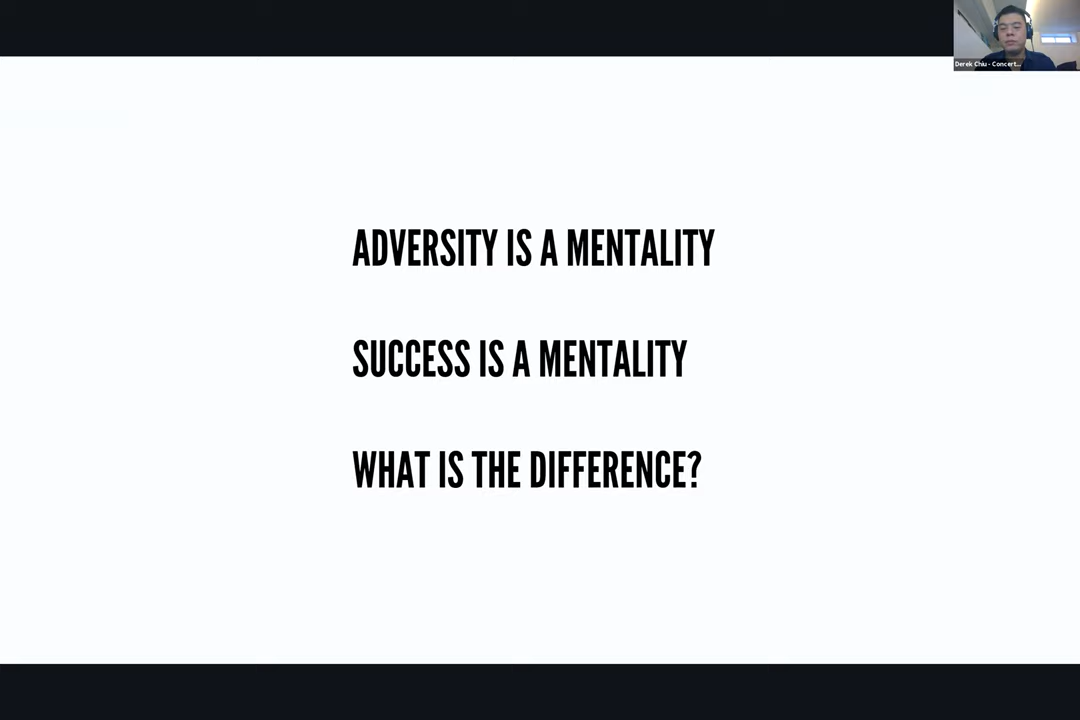 Derek Chiu - Concert...
ADVERSITY IS A MENTALITY
SUCCESS IS A MENTALITY
WHAT IS THE DIFFERENCE?